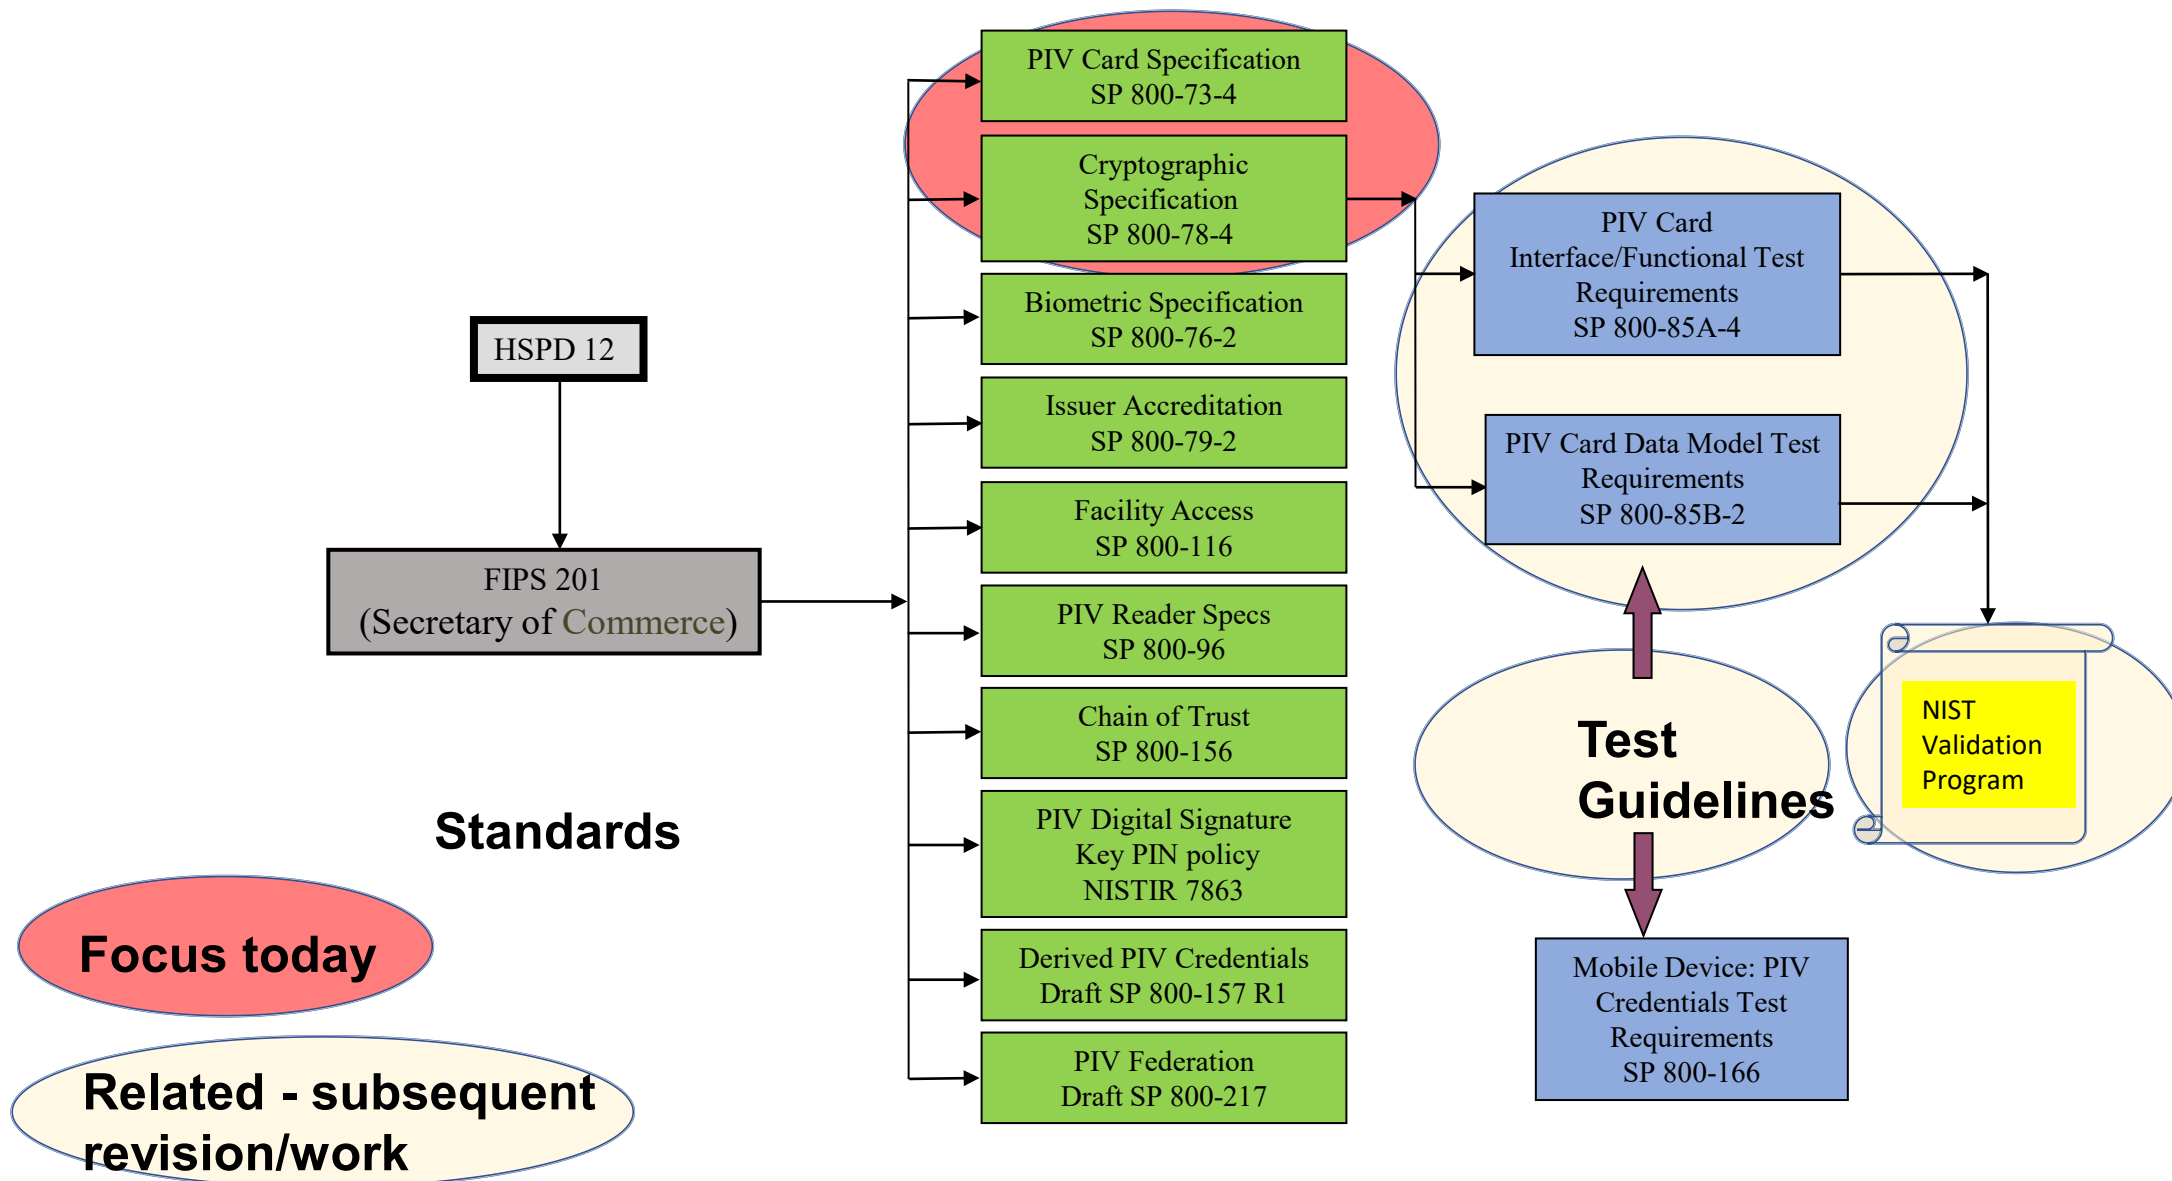 HSPD 12
FIPS 201
(Secretary of Commerce)
Standards
Focus today
Related - subsequent
revision/work
PIV Card Specification
SP 800-73-4
Cryptographic
Specification
SP 800-78-4
Biometric Specification
SP 800-76-2
Issuer Accreditation
SP 800-79-2
Facility Access
SP 800-116
PIV Reader Specs
SP 800-96
Chain of Trust
SP 800-156
PIV Digital Signature
Key PIN policy
NISTIR 7863
Derived PIV Credentials
Draft SP 800-157 R1
PIV Federation
Draft SP 800-217
PIV Card
Interface/Functional Test
Requirements
SP 800-85A-4
PIV Card Data Model Test
Requirements
SP 800-85B-2
Test
Guidelines
Mobile Device: PIV
Credentials Test
Requirements
SP 800-166
NIST
Validation
Program